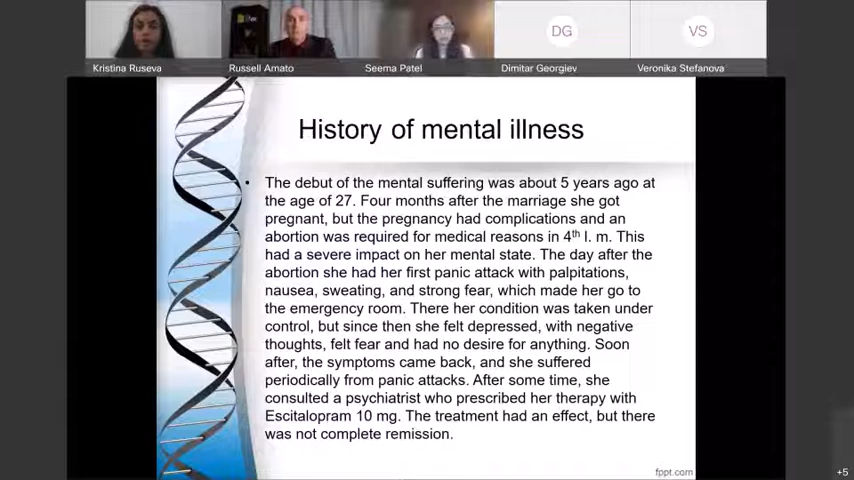 DG
VS
Kristina Ruseva
Russell Amato
Seema Patel
Dimitar Georgiev
Veronika Stefanova
History of mental illness
• The debut of the mental suffering was about 5 years ago at
the age of 27. Four months after the marriage she got
pregnant, but the pregnancy had complications and an
abortion was required for medical reasons in 4th l. m. This
had a severe impact on her mental state. The day after the
abortion she had her first panic attack with palpitations,
nausea, sweating, and strong fear, which made her go to
the emergency room. There her condition was taken under
control, but since then she felt depressed, with negative
thoughts, felt fear and had no desire for anything. Soon
after, the symptoms came back, and she suffered
periodically from panic attacks. After some time, she
consulted a psychiatrist who prescribed her therapy with
Escitalopram 10 mg. The treatment had an effect, but there
was not complete remission.
fppt.com
+5